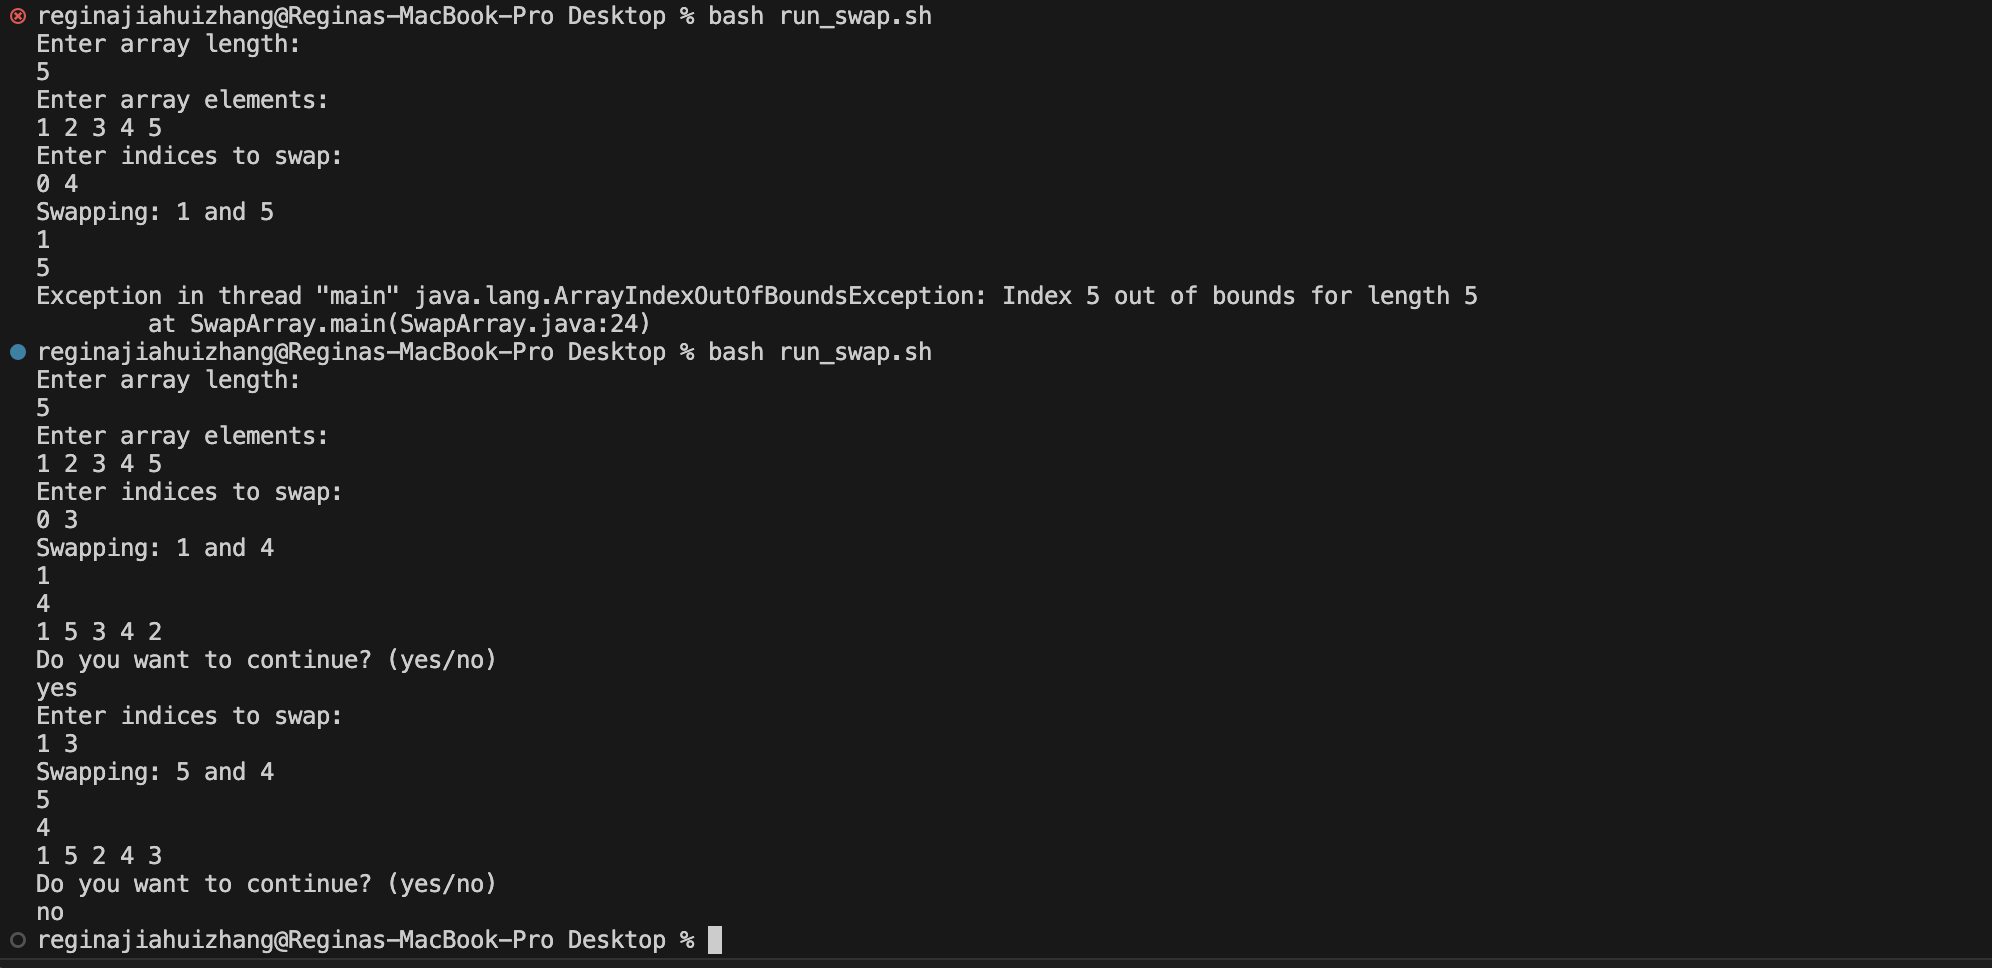 reginajiahuizhang@Reginas-MacBook-Pro Desktop % bash run_swap.sh
Enter array length:
5
Enter array elements:
1 2 3 4 5
Enter indices to swap:
0 4
Swapping: 1 and 5
1
5
Exception in thread "main" java.lang.ArrayIndexOutOfBoundsException: Index 5 out of bounds for length 5
        at SwapArray.main(SwapArray.java:24)
reginajiahuizhang@Reginas-MacBook-Pro Desktop % bash run_swap.sh
Enter array length:
5
Enter array elements:
1 2 3 4 5
Enter indices to swap:
0 3
Swapping: 1 and 4
1
4
1 5 3 4 2
Do you want to continue? (yes/no)
yes
Enter indices to swap:
1 3
Swapping: 5 and 4
5
4
1 5 2 4 3
Do you want to continue? (yes/no)
no
reginajiahuizhang@Reginas-MacBook-Pro Desktop %